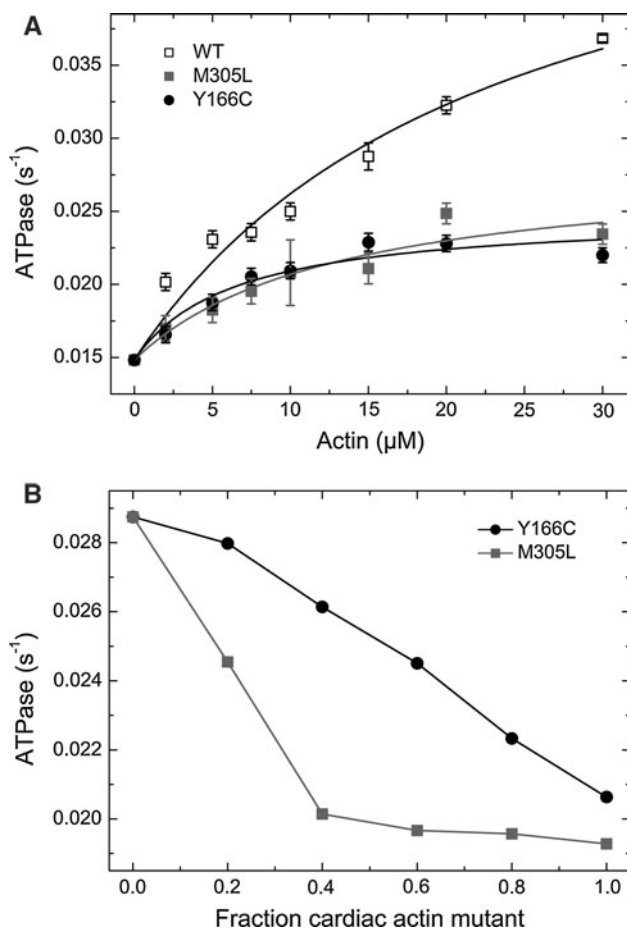 A
WT
M305L
Y166C
ATPase (s⁻¹)
0.035
0.030
0.025
0.020
0.015
0 5 10 15 20 25 30
Actin (µM)
B
Y166C
M305L
ATPase (s⁻¹)
0.028
0.026
0.024
0.022
0.020
0.0 0.2 0.4 0.6 0.8 1.0
Fraction cardiac actin mutant